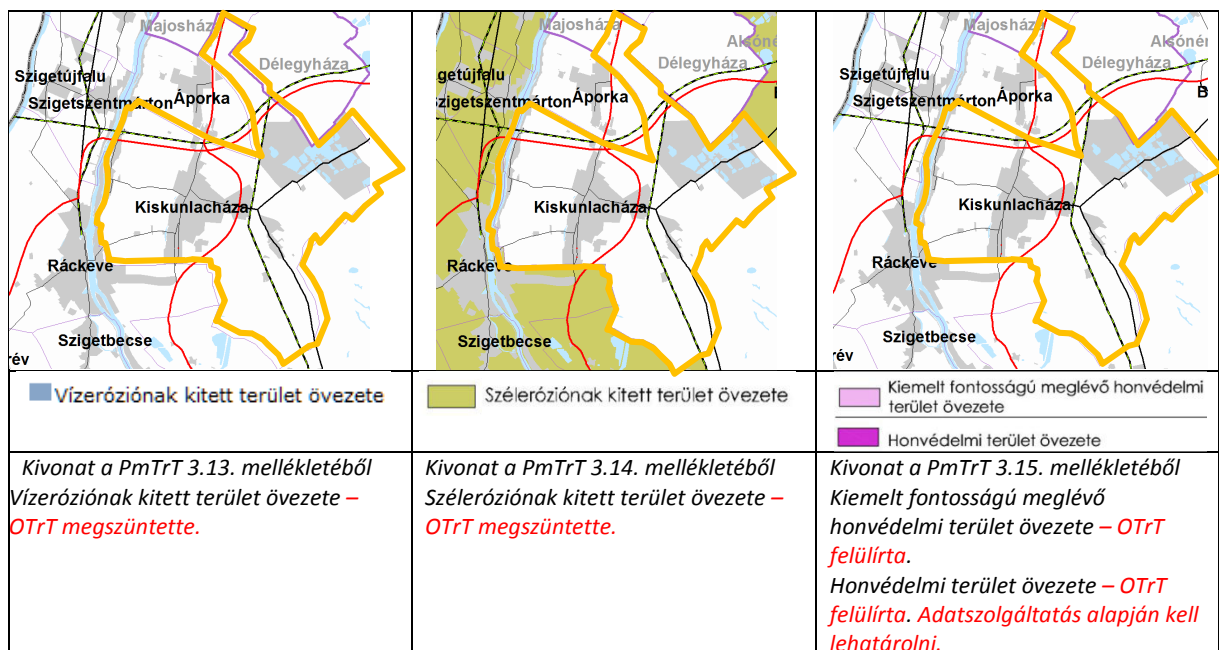 Majosháza
Délegyháza
Szigetújfalu
Szigetszentmárton
Áporka
Kiskunlacháza
Ráckeve
Szigetbecse
rév
Majosháza
Alsónén
Délegyháza
igetújfalu
Szigetszentmárton
Áporka
Kiskunlacháza
Ráckeve
Szigetbecse
Majosháza
Alsóném
Délegyháza
Szigetújfalu
Szigetszentmárton
Áporka
B
Kiskunlacháza
Ráckeve
Szigetbecse
rév
Vízeróziónak kitett terület övezete
Széleróziónak kitett terület övezete
Kiemelt fontosságú meglévő honvédelmi
terület övezete
Honvédelmi terület övezete
Kivonat a PmTrT 3.13. mellékletéből
Vízeróziónak kitett terület övezete –
OTrT megszüntette.
Kivonat a PmTrT 3.14. mellékletéből
Széleróziónak kitett terület övezete –
OTrT megszüntette.
Kivonat a PmTrT 3.15. mellékletéből
Kiemelt fontosságú meglévő
honvédelmi terület övezete – OTrT
felülírta.
Honvédelmi terület övezete – OTrT
felülírta. Adatszolgáltatás alapján kell
lehatárolni.